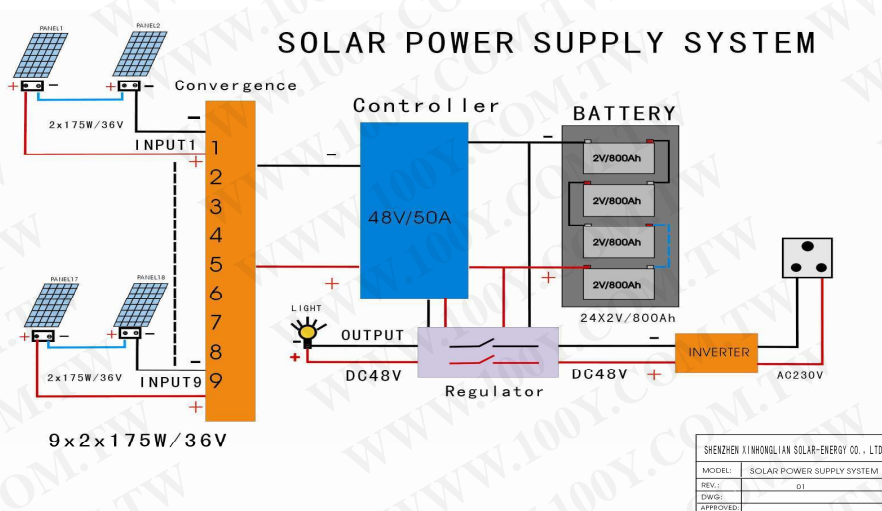 SOLAR POWER SUPPLY SYSTEM
PANEL1
PANEL2
+ - + -
2x175W/36V
Convergence
-
INPUT1
+
1
2
3
4
5
6
7
8
9
PANEL17
PANEL18
+ - + -
2x175W/36V
-
INPUT9
+
9x2x175W/36V
-
+
Controller
48V/50A
-
+
BATTERY
2V/800Ah
2V/800Ah
2V/800Ah
2V/800Ah
24X2V/800Ah
LIGHT
-
+
OUTPUT
DC48V
Regulator
-
DC48V +
INVERTER
AC230V
SHENZHEN XINHONGLIAN SOLAR-ENERGY CO., LTD
MODEL: SOLAR POWER SUPPLY SYSTEM
REV.: 01
DWG:
APPROVED:
WWW.100Y.COM.TW